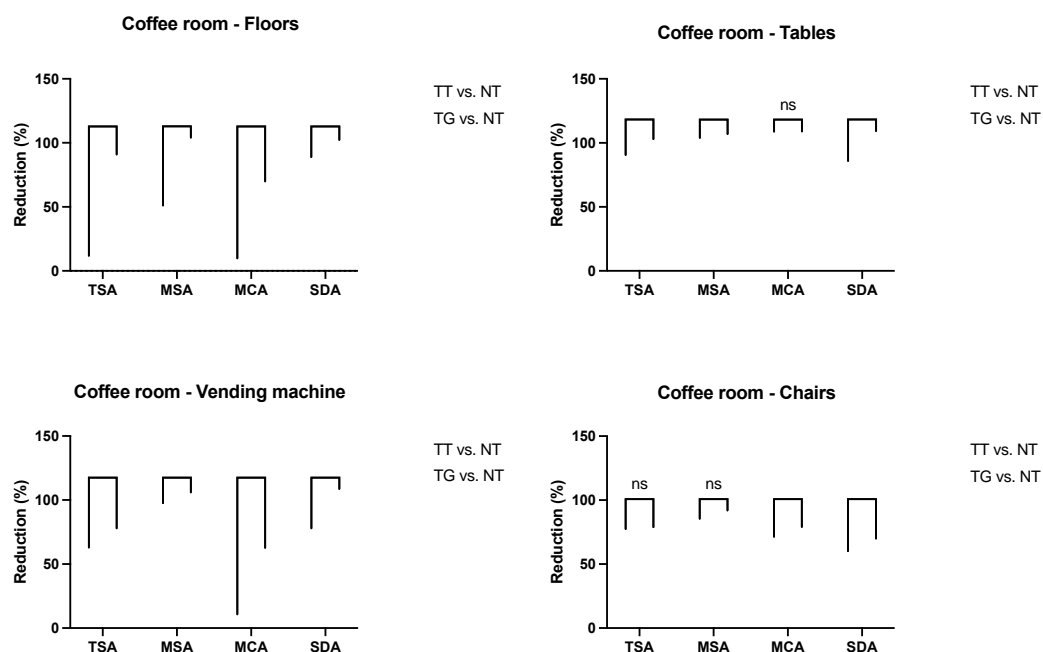 Coffee room - Floors
Reduction (%)
150
100
50
0
TSA MSA MCA SDA
TT vs. NT
TG vs. NT
Coffee room - Tables
Reduction (%)
150
100
50
0
ns
TSA MSA MCA SDA
TT vs. NT
TG vs. NT
Coffee room - Vending machine
Reduction (%)
150
100
50
0
TSA MSA MCA SDA
TT vs. NT
TG vs. NT
Coffee room - Chairs
Reduction (%)
150
100
50
0
ns ns
TSA MSA MCA SDA
TT vs. NT
TG vs. NT